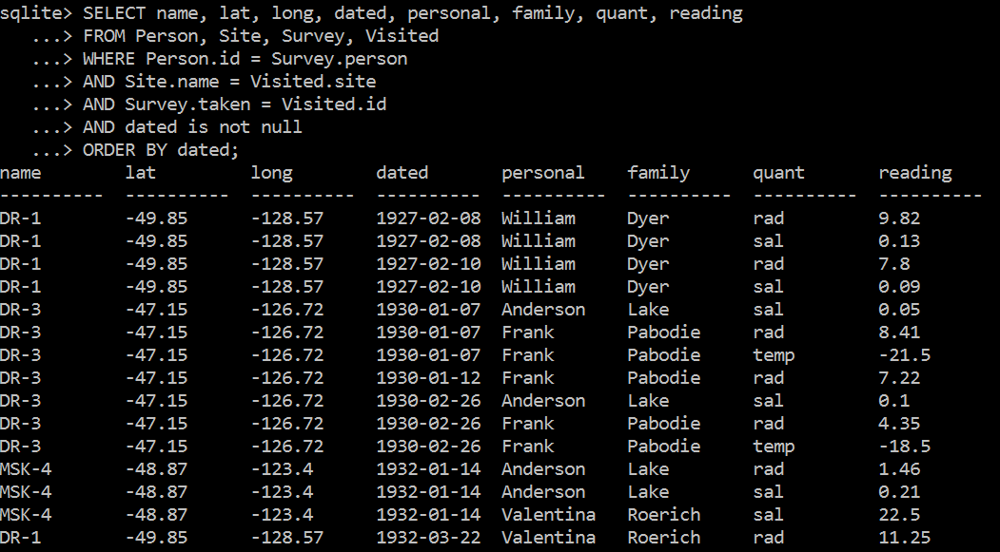 sqlite> SELECT name, lat, long, dated, personal, family, quant, reading
   ...> FROM Person, Site, Survey, Visited
   ...> WHERE Person.id = Survey.person
   ...> AND Site.name = Visited.site
   ...> AND Survey.taken = Visited.id
   ...> AND dated is not null
   ...> ORDER BY dated;
name        lat         long        dated       personal    family      quant       reading
----------  ----------  ----------  ----------  ----------  ----------  ----------  ----------
DR-1        -49.85      -128.57     1927-02-08  William     Dyer        rad         9.82
DR-1        -49.85      -128.57     1927-02-08  William     Dyer        sal         0.13
DR-1        -49.85      -128.57     1927-02-10  William     Dyer        rad         7.8
DR-1        -49.85      -128.57     1927-02-10  William     Dyer        sal         0.09
DR-3        -47.15      -126.72     1930-01-07  Anderson    Lake        sal         0.05
DR-3        -47.15      -126.72     1930-01-07  Frank       Pabodie     rad         8.41
DR-3        -47.15      -126.72     1930-01-07  Frank       Pabodie     temp        -21.5
DR-3        -47.15      -126.72     1930-01-12  Frank       Pabodie     rad         7.22
DR-3        -47.15      -126.72     1930-02-26  Anderson    Lake        sal         0.1
DR-3        -47.15      -126.72     1930-02-26  Frank       Pabodie     rad         4.35
DR-3        -47.15      -126.72     1930-02-26  Frank       Pabodie     temp        -18.5
MSK-4       -48.87      -123.4      1932-01-14  Anderson    Lake        rad         1.46
MSK-4       -48.87      -123.4      1932-01-14  Anderson    Lake        sal         0.21
MSK-4       -48.87      -123.4      1932-01-14  Valentina   Roerich     sal         22.5
DR-1        -49.85      -128.57     1932-03-22  Valentina   Roerich     rad         11.25